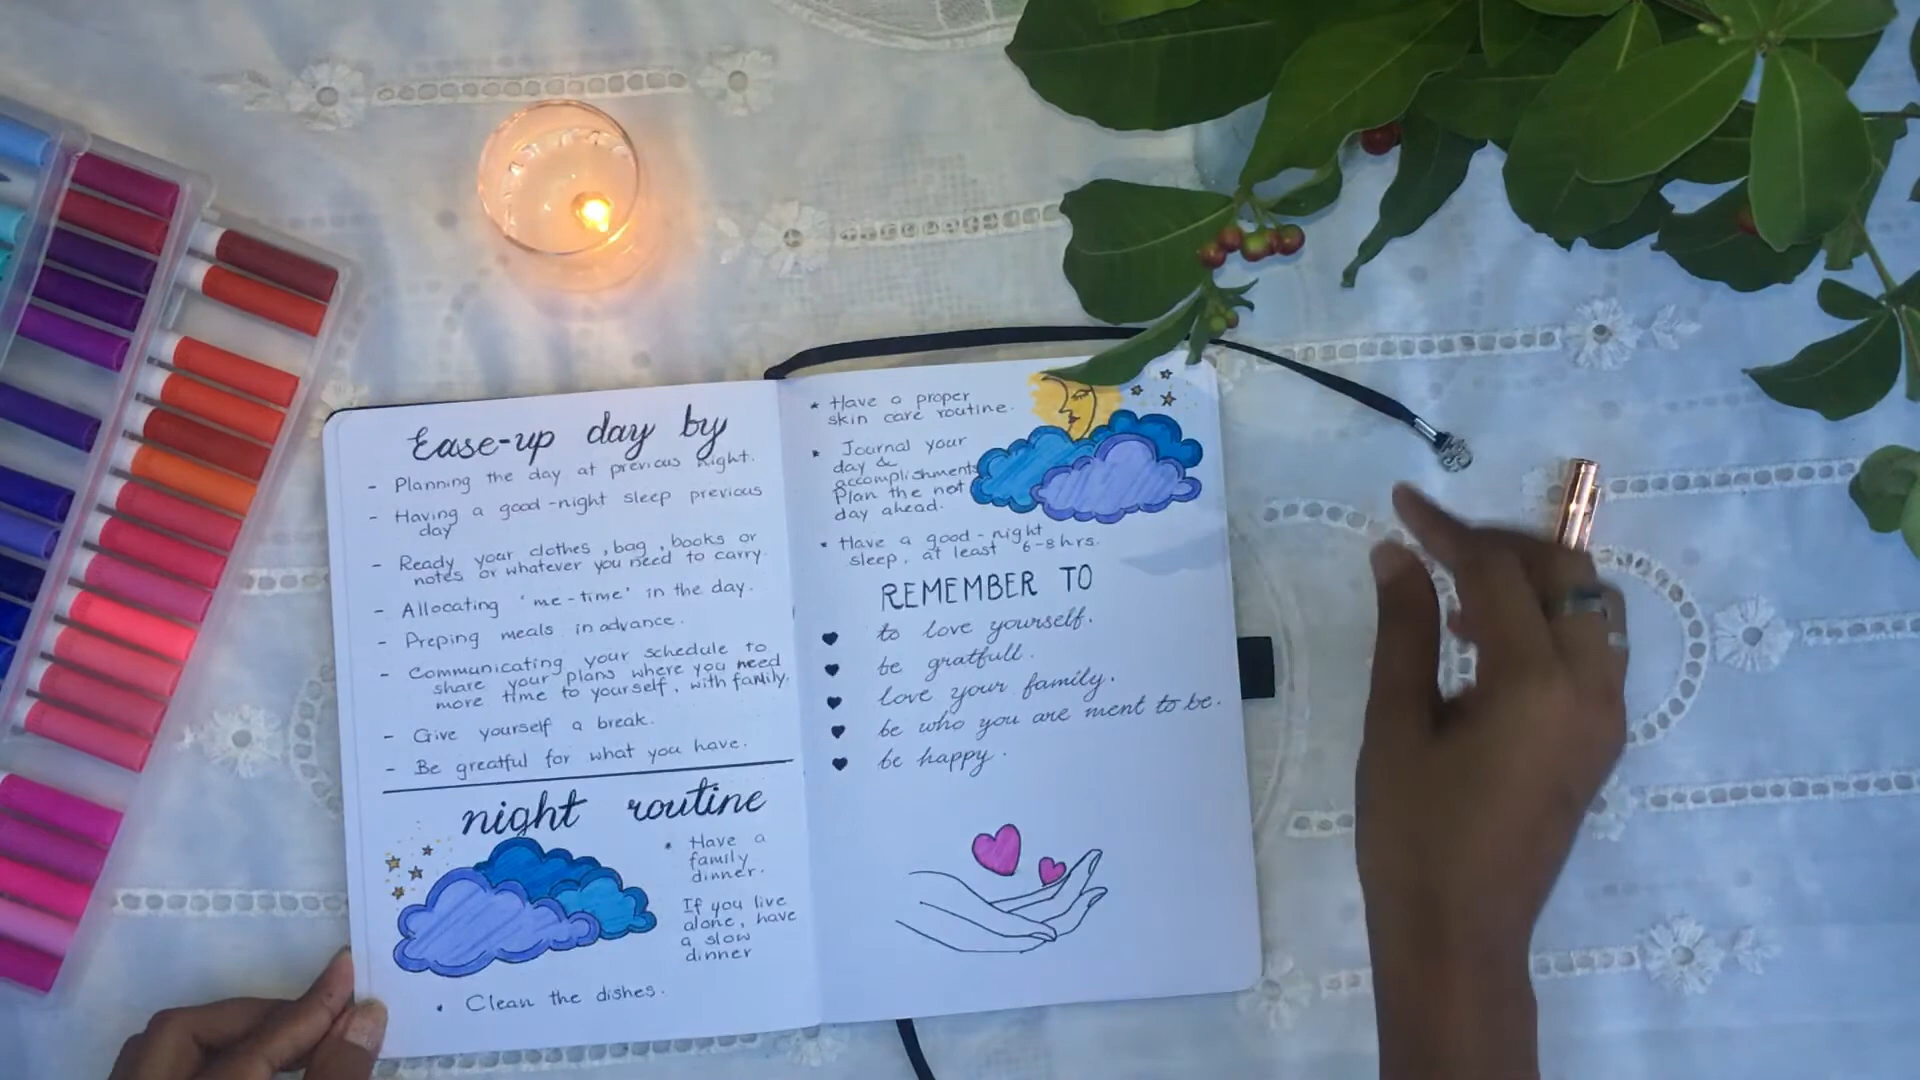 Ease-up day by
- Planning the day at previous night.
- Having a good-night sleep previous
day
- Ready your clothes, bag, books or
notes or whatever you need to carry.
- Allocating 'me-time' in the day.
- Preping meals in advance.
- Communicating your schedule to
share your plans where you need
more time to yourself, with family.
- Give yourself a break.
- Be greatful for what you have.
night routine
• Have a
family
dinner.
If you live
alone, have
a slow
dinner
• Clean the dishes.
* Have a proper
skin care routine.
* Journal your
day &
accomplishments
Plan the not
day ahead.
* Have a good-night
sleep, at least 6-8hrs.
REMEMBER TO
♥ to love yourself.
♥ be gratfull.
♥ love your family.
♥ be who you are ment to be.
♥ be happy.